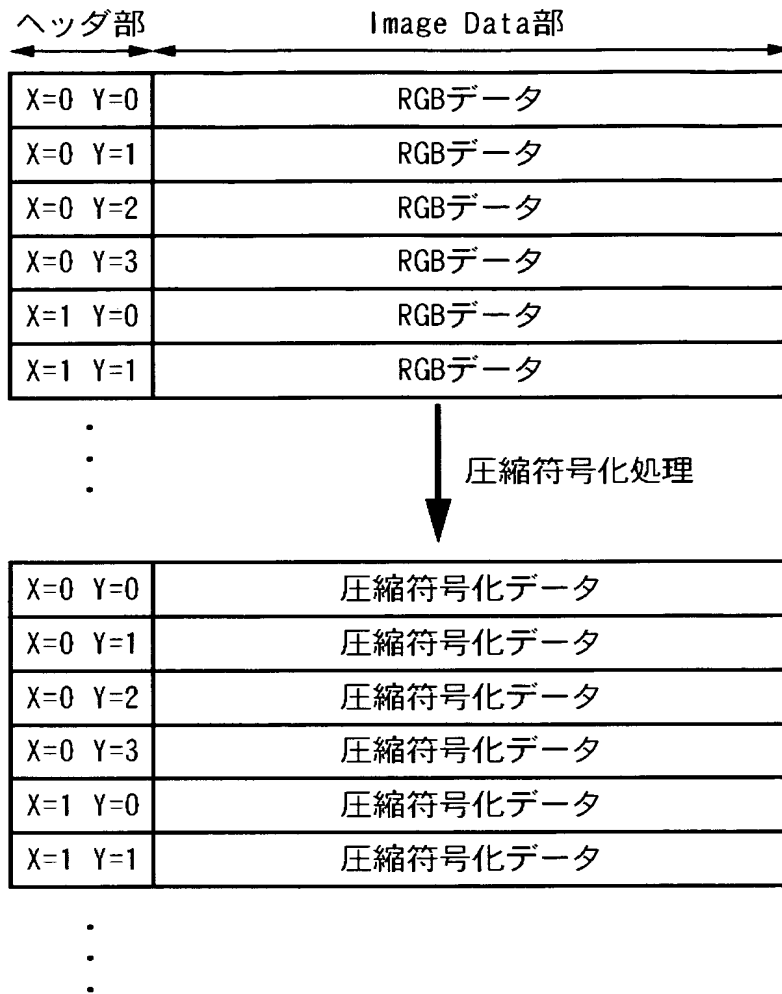 ヘッダ部 Image Data部
X=0 Y=0 RGBデータ
X=0 Y=1 RGBデータ
X=0 Y=2 RGBデータ
X=0 Y=3 RGBデータ
X=1 Y=0 RGBデータ
X=1 Y=1 RGBデータ
圧縮符号化処理
X=0 Y=0 圧縮符号化データ
X=0 Y=1 圧縮符号化データ
X=0 Y=2 圧縮符号化データ
X=0 Y=3 圧縮符号化データ
X=1 Y=0 圧縮符号化データ
X=1 Y=1 圧縮符号化データ